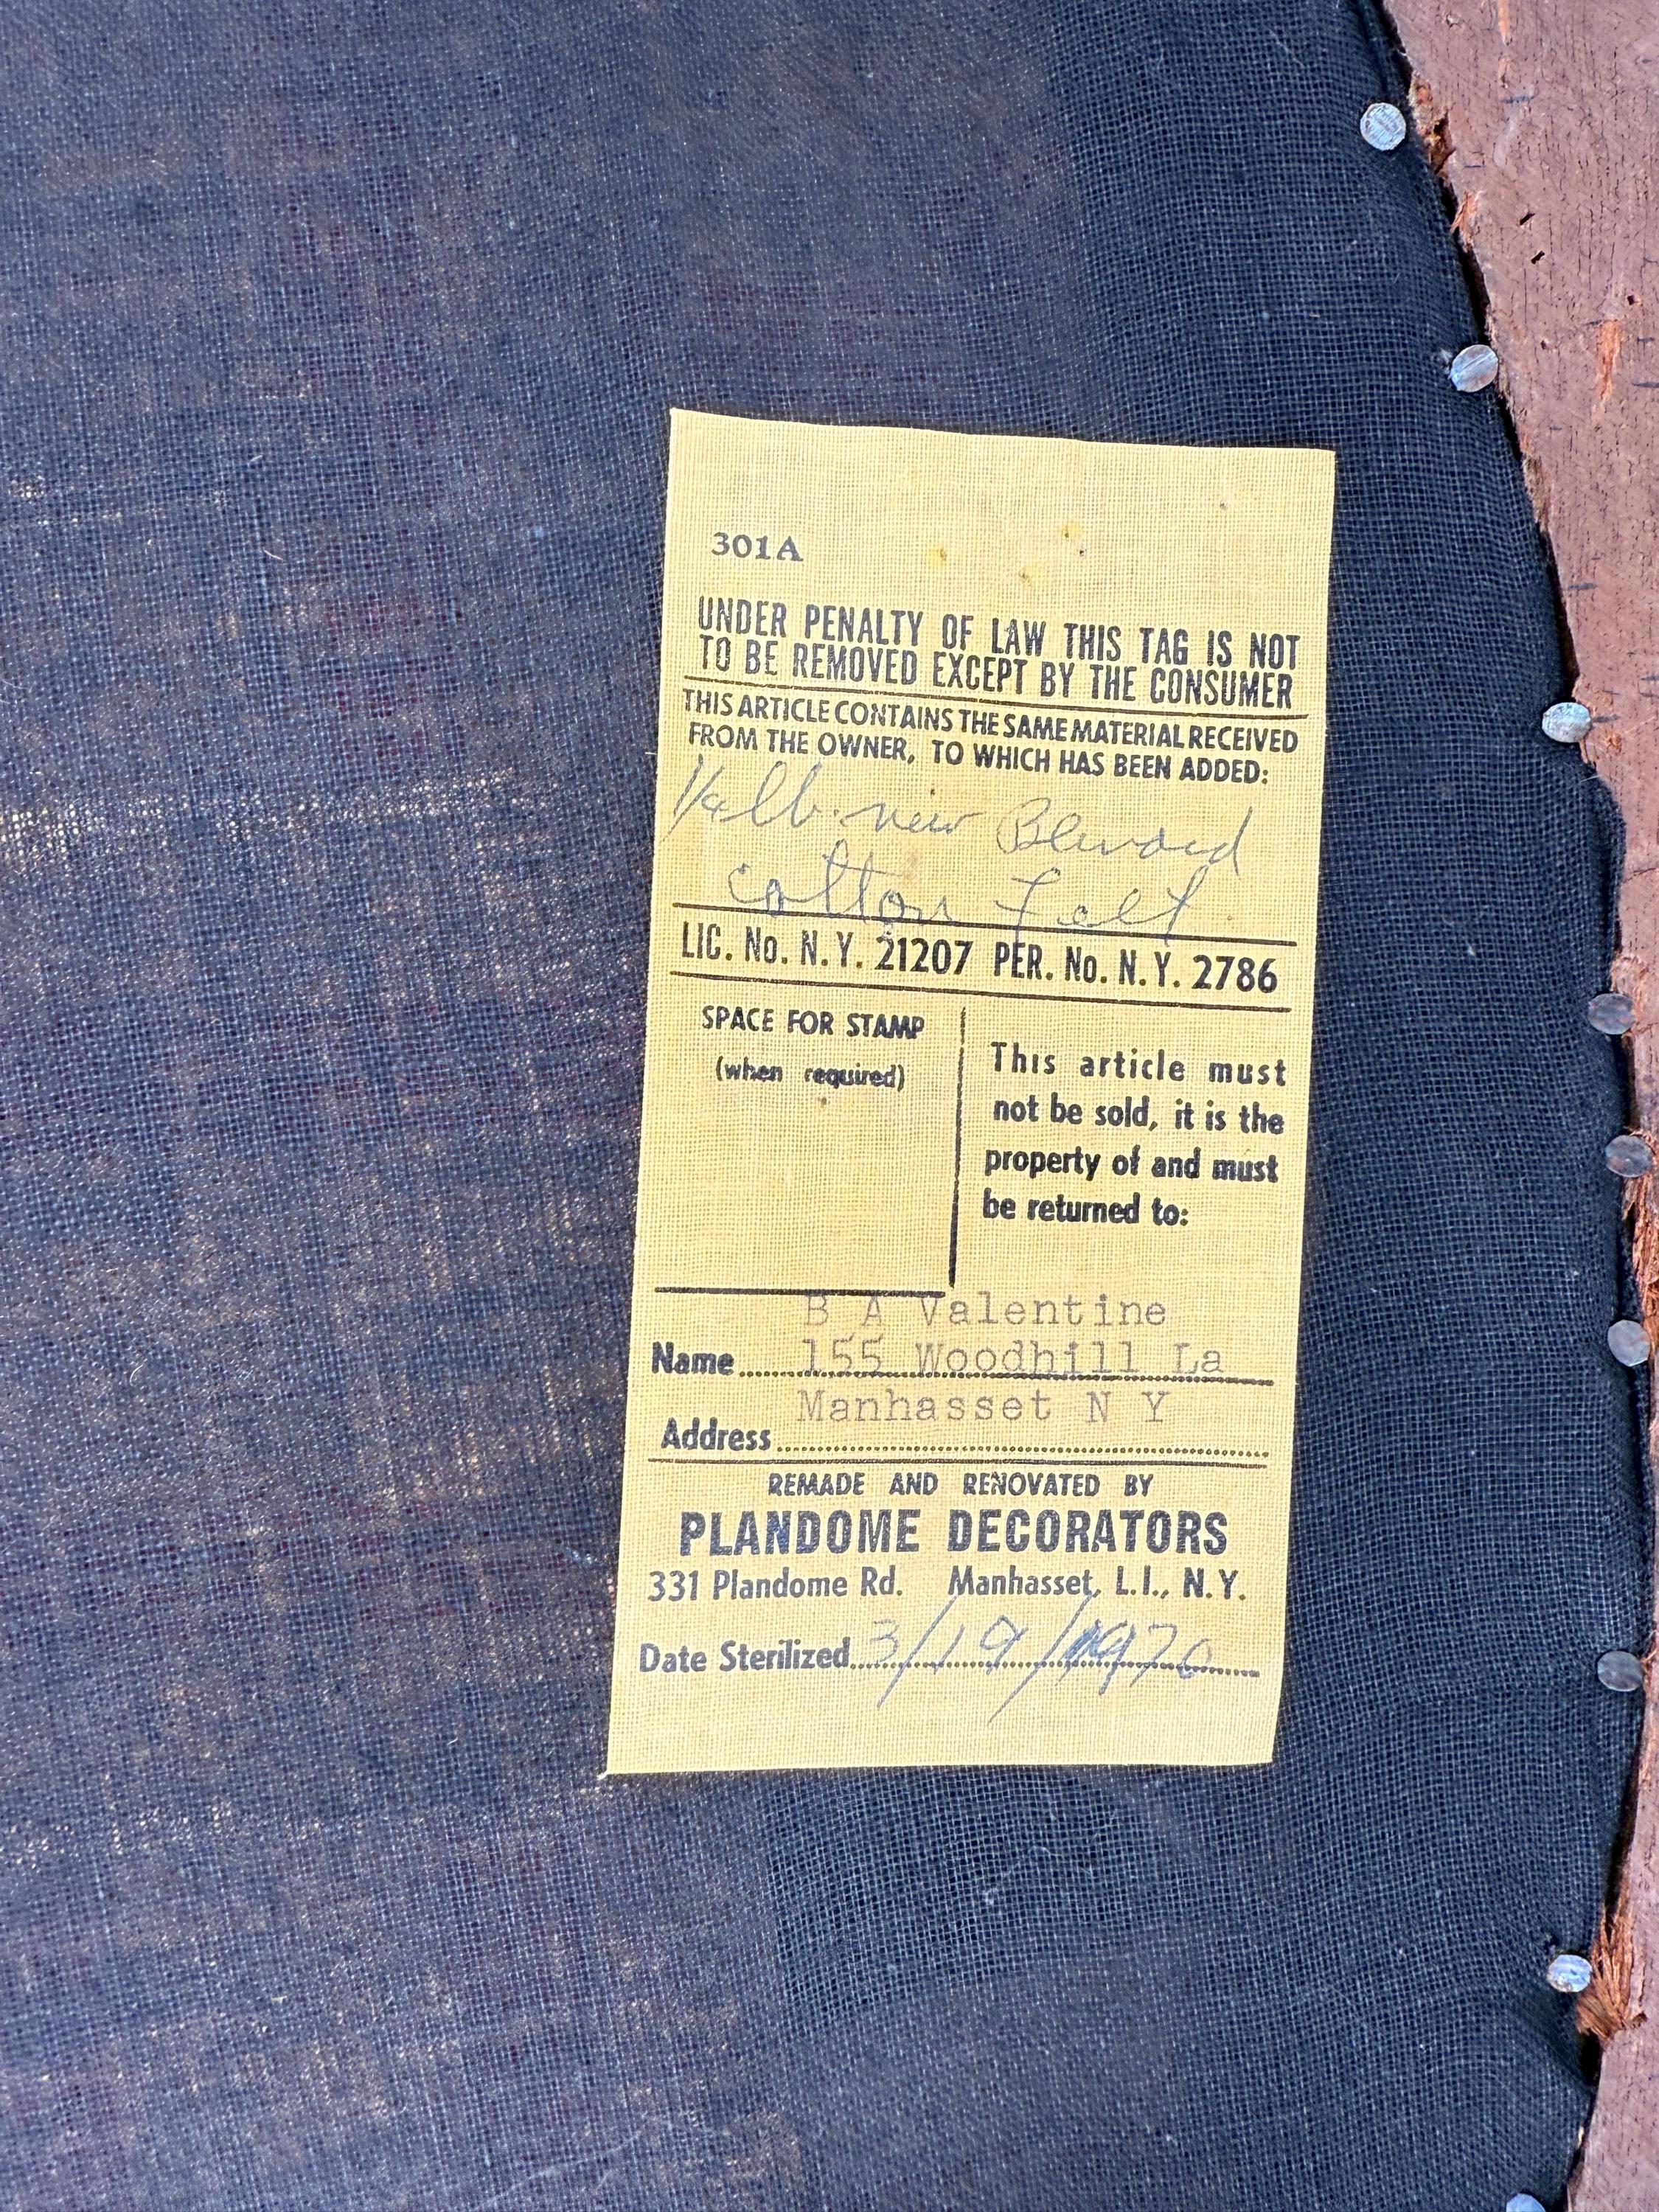 301A
UNDER PENALTY OF LAW THIS TAG IS NOT
TO BE REMOVED EXCEPT BY THE CONSUMER
THIS ARTICLE CONTAINS THE SAME MATERIAL RECEIVED
FROM THE OWNER, TO WHICH HAS BEEN ADDED:
lb. new
cotton Felt
LIC. No. N. Y. 21207 PER. No. N. Y. 2786
SPACE FOR STAMP
(when required)
This article must
not be sold, it is the
property of and must
be returned to:
B A Valentine
Name 155 Woodhill La
Manhasset N Y
Address
REMADE AND RENOVATED BY
PLANDOME DECORATORS
331 Plandome Rd. Manhasset, L.I., N.Y.
Date Sterilized 3/19/1970